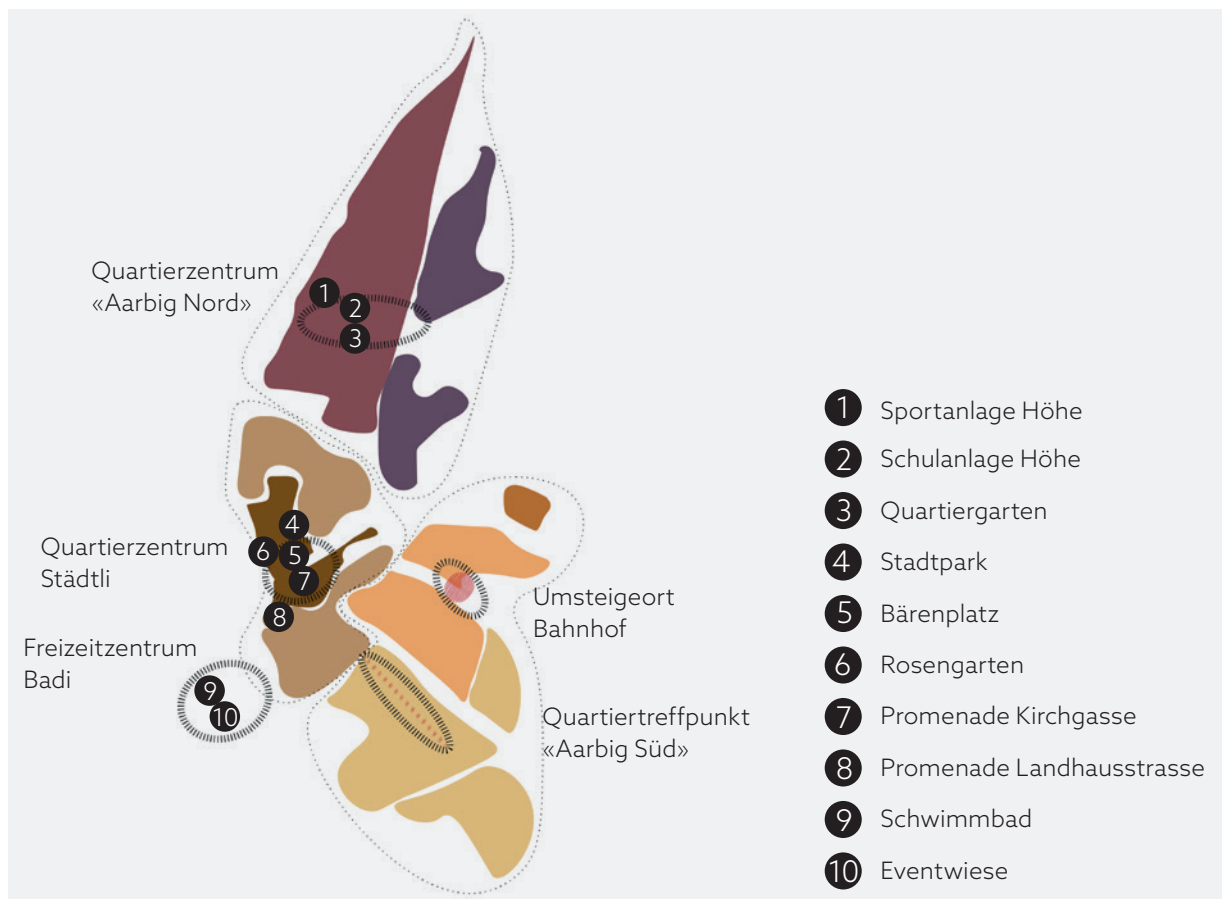 Quartierzentrum
«Aarbig Nord»
1
2
3
Quartierzentrum
Städtli
4
5
6
7
8
Umsteigeort
Bahnhof
Freizeitzentrum
Badi
9
10
Quartiertreffpunkt
«Aarbig Süd»
1 Sportanlage Höhe
2 Schulanlage Höhe
3 Quartiergarten
4 Stadtpark
5 Bärenplatz
6 Rosengarten
7 Promenade Kirchgasse
8 Promenade Landhausstrasse
9 Schwimmbad
10 Eventwiese